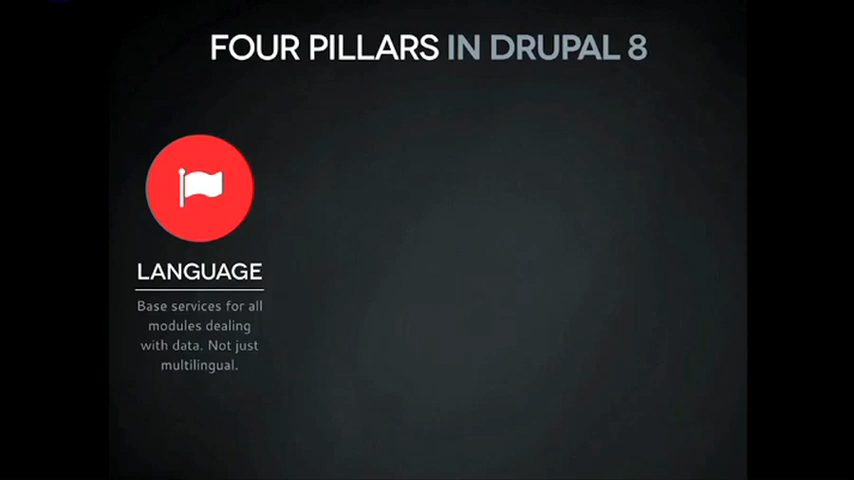 FOUR PILLARS IN DRUPAL 8
LANGUAGE
Base services for all
modules dealing
with data. Not just
multilingual.